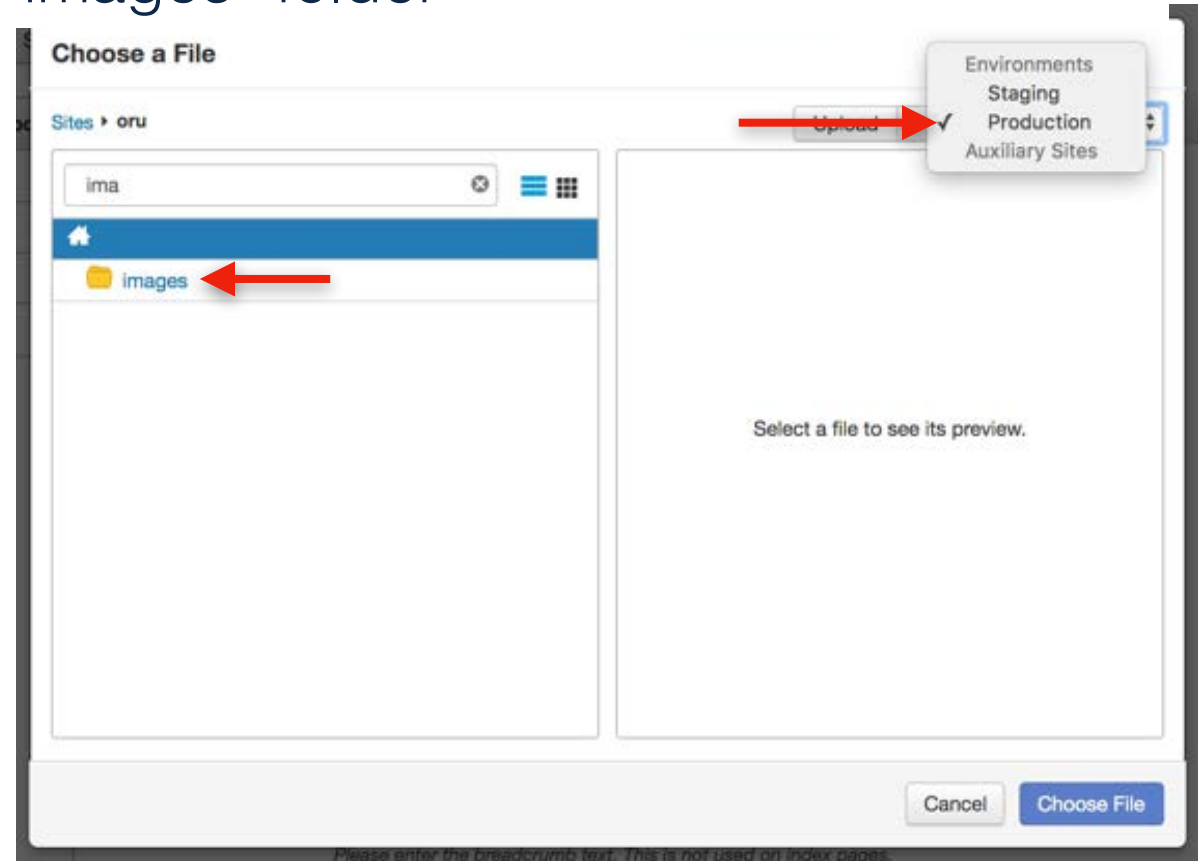 Choose a File
Environments
Staging
✓ Production
Auxiliary Sites
Sites ‣ oru
Upload
ima
images
Select a file to see its preview.
Cancel
Choose File
Please enter the breadcrumb text. This is not used on index pages.